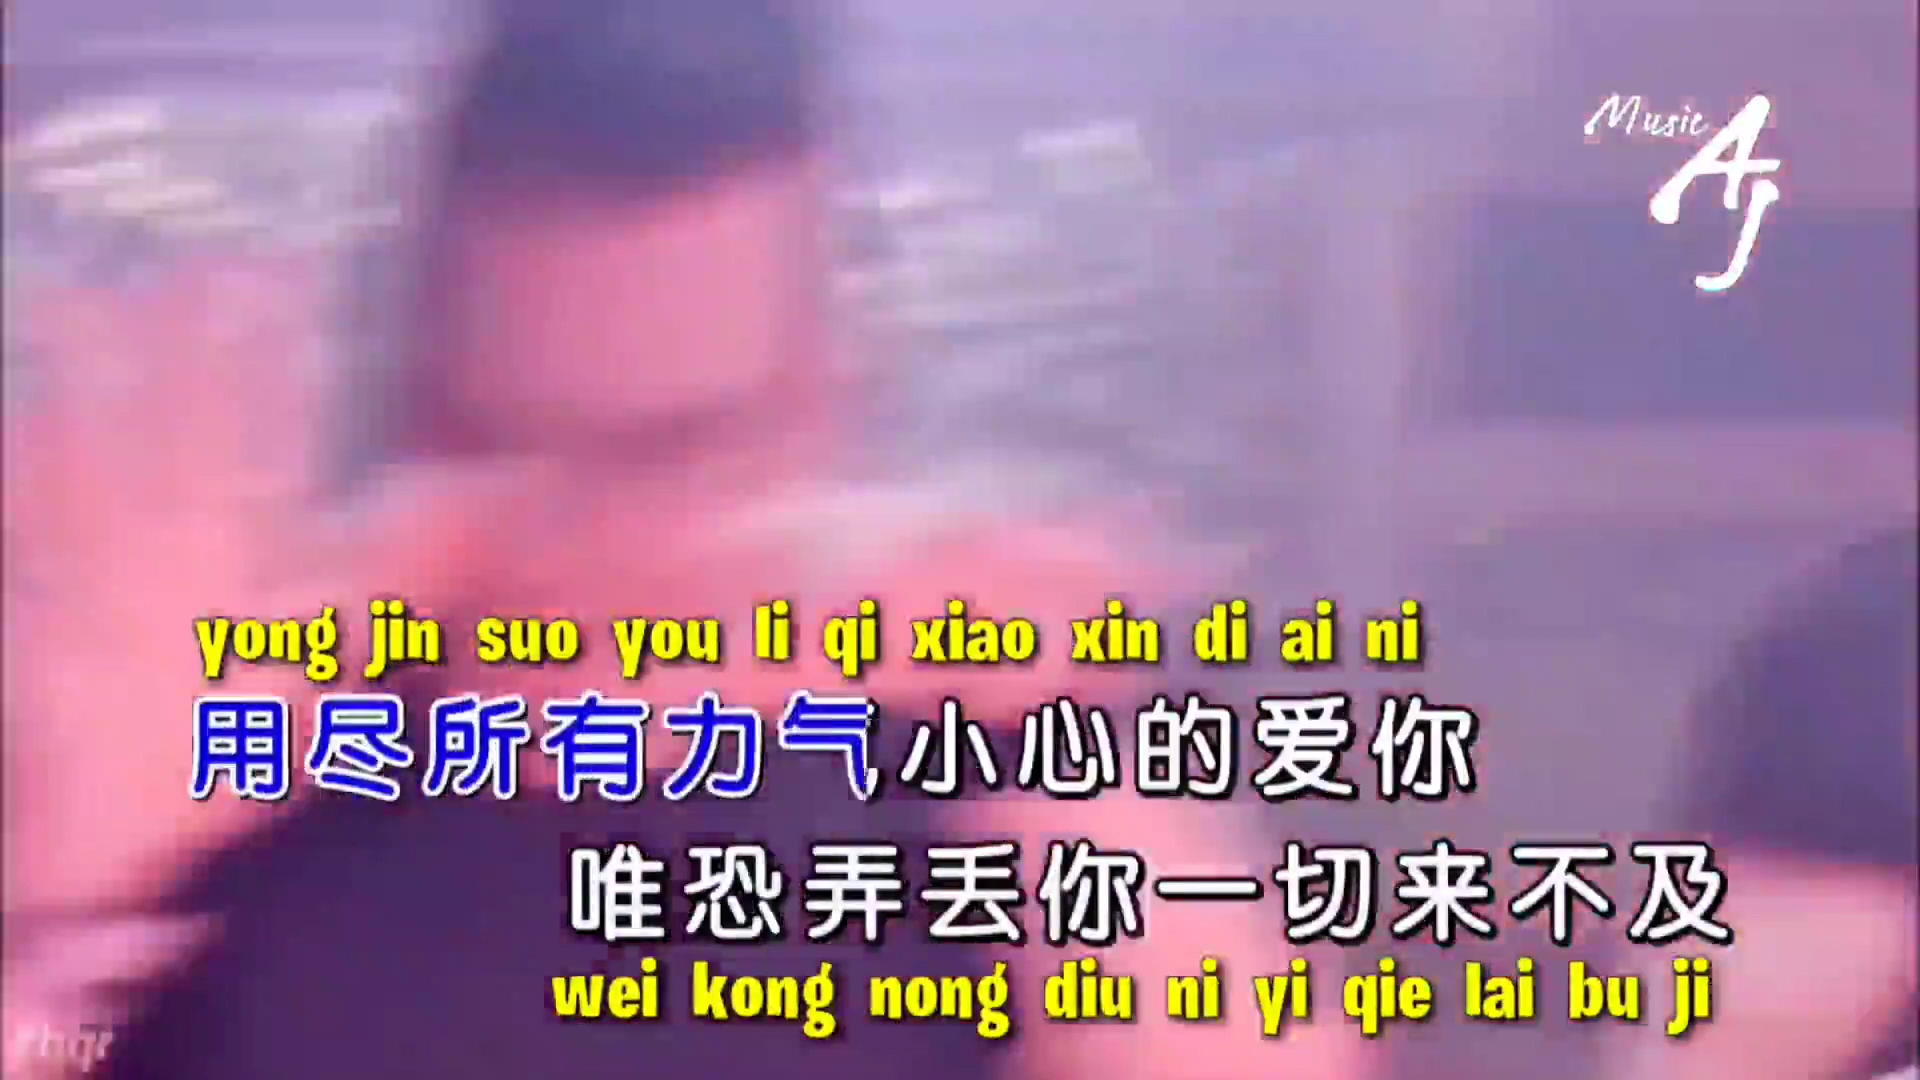 Music AJ
yong jin suo you li qi xiao xin di ai ni
用尽所有力气小心的爱你
唯恐弄丢你一切来不及
wei kong nong diu ni yi qie lai bu ji